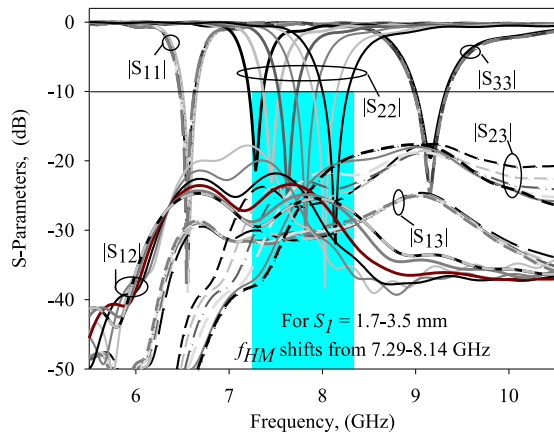 0
-10
-20
-30
-40
-50
S-Parameters, (dB)
|S11|
|S22|
|S33|
|S23|
|S13|
|S12|
For S1 = 1.7-3.5 mm
fHM shifts from 7.29-8.14 GHz
6 7 8 9 10
Frequency, (GHz)